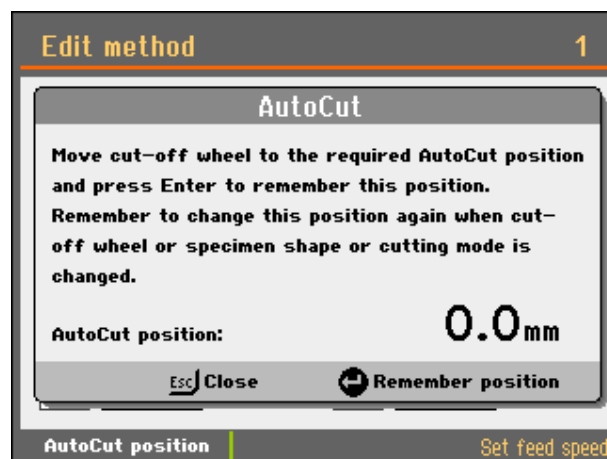 Edit method 1
AutoCut
Move cut-off wheel to the required AutoCut position
and press Enter to remember this position.
Remember to change this position again when cut-
off wheel or specimen shape or cutting mode is
changed.
AutoCut position: 0.0mm
Esc Close Remember position
AutoCut position Set feed speed